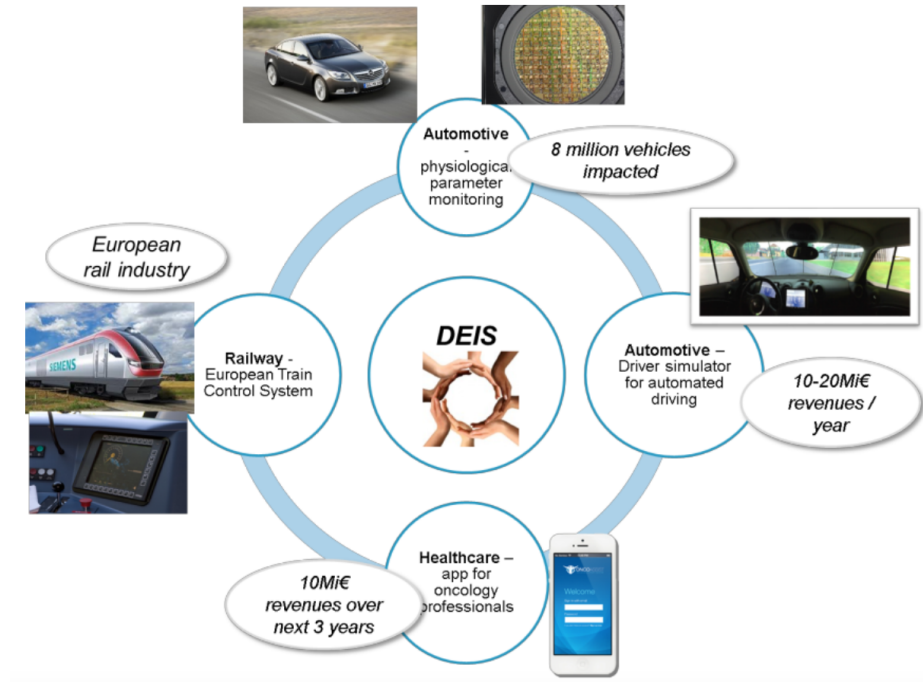 Automotive
-
physiological
parameter
monitoring
8 million vehicles
impacted
European
rail industry
SIEMENS
Railway -
European Train
Control System
DEIS
Automotive –
Driver simulator
for automated
driving
10-20Mi€
revenues /
year
Healthcare –
app for
oncology
professionals
10Mi€
revenues over
next 3 years
Welcome